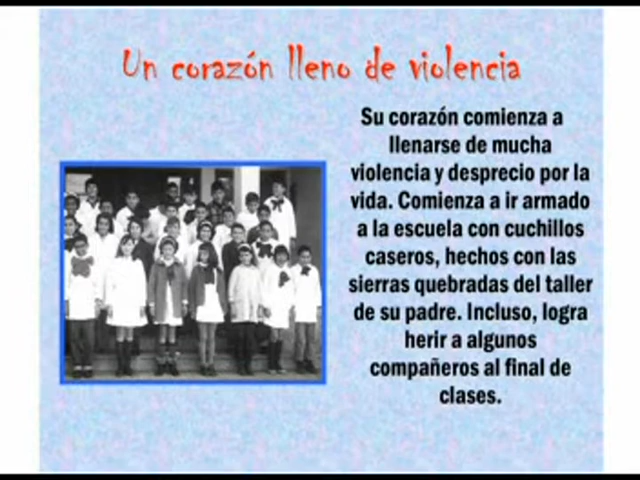 Un corazón lleno de violencia
Su corazón comienza a
llenarse de mucha
violencia y desprecio por la
vida. Comienza a ir armado
a la escuela con cuchillos
caseros, hechos con las
sierras quebradas del taller
de su padre. Incluso, logra
herir a algunos
compañeros al final de
clases.